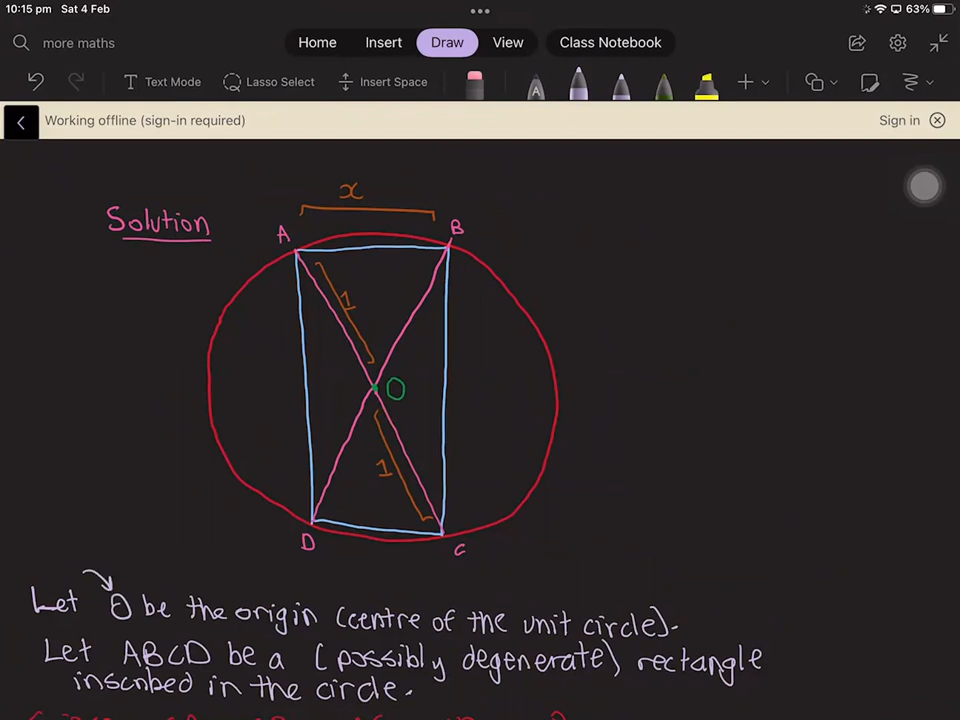 10:15 pm Sat 4 Feb
63%
more maths
Home Insert Draw View Class Notebook
Text Mode Lasso Select Insert Space
A
Working offline (sign-in required)
Sign in
Solution
x
A
B
1
O
1
D
C
Let O be the origin (centre of the unit circle).
Let ABCD be a (possibly degenerate) rectangle
inscribed in the circle.